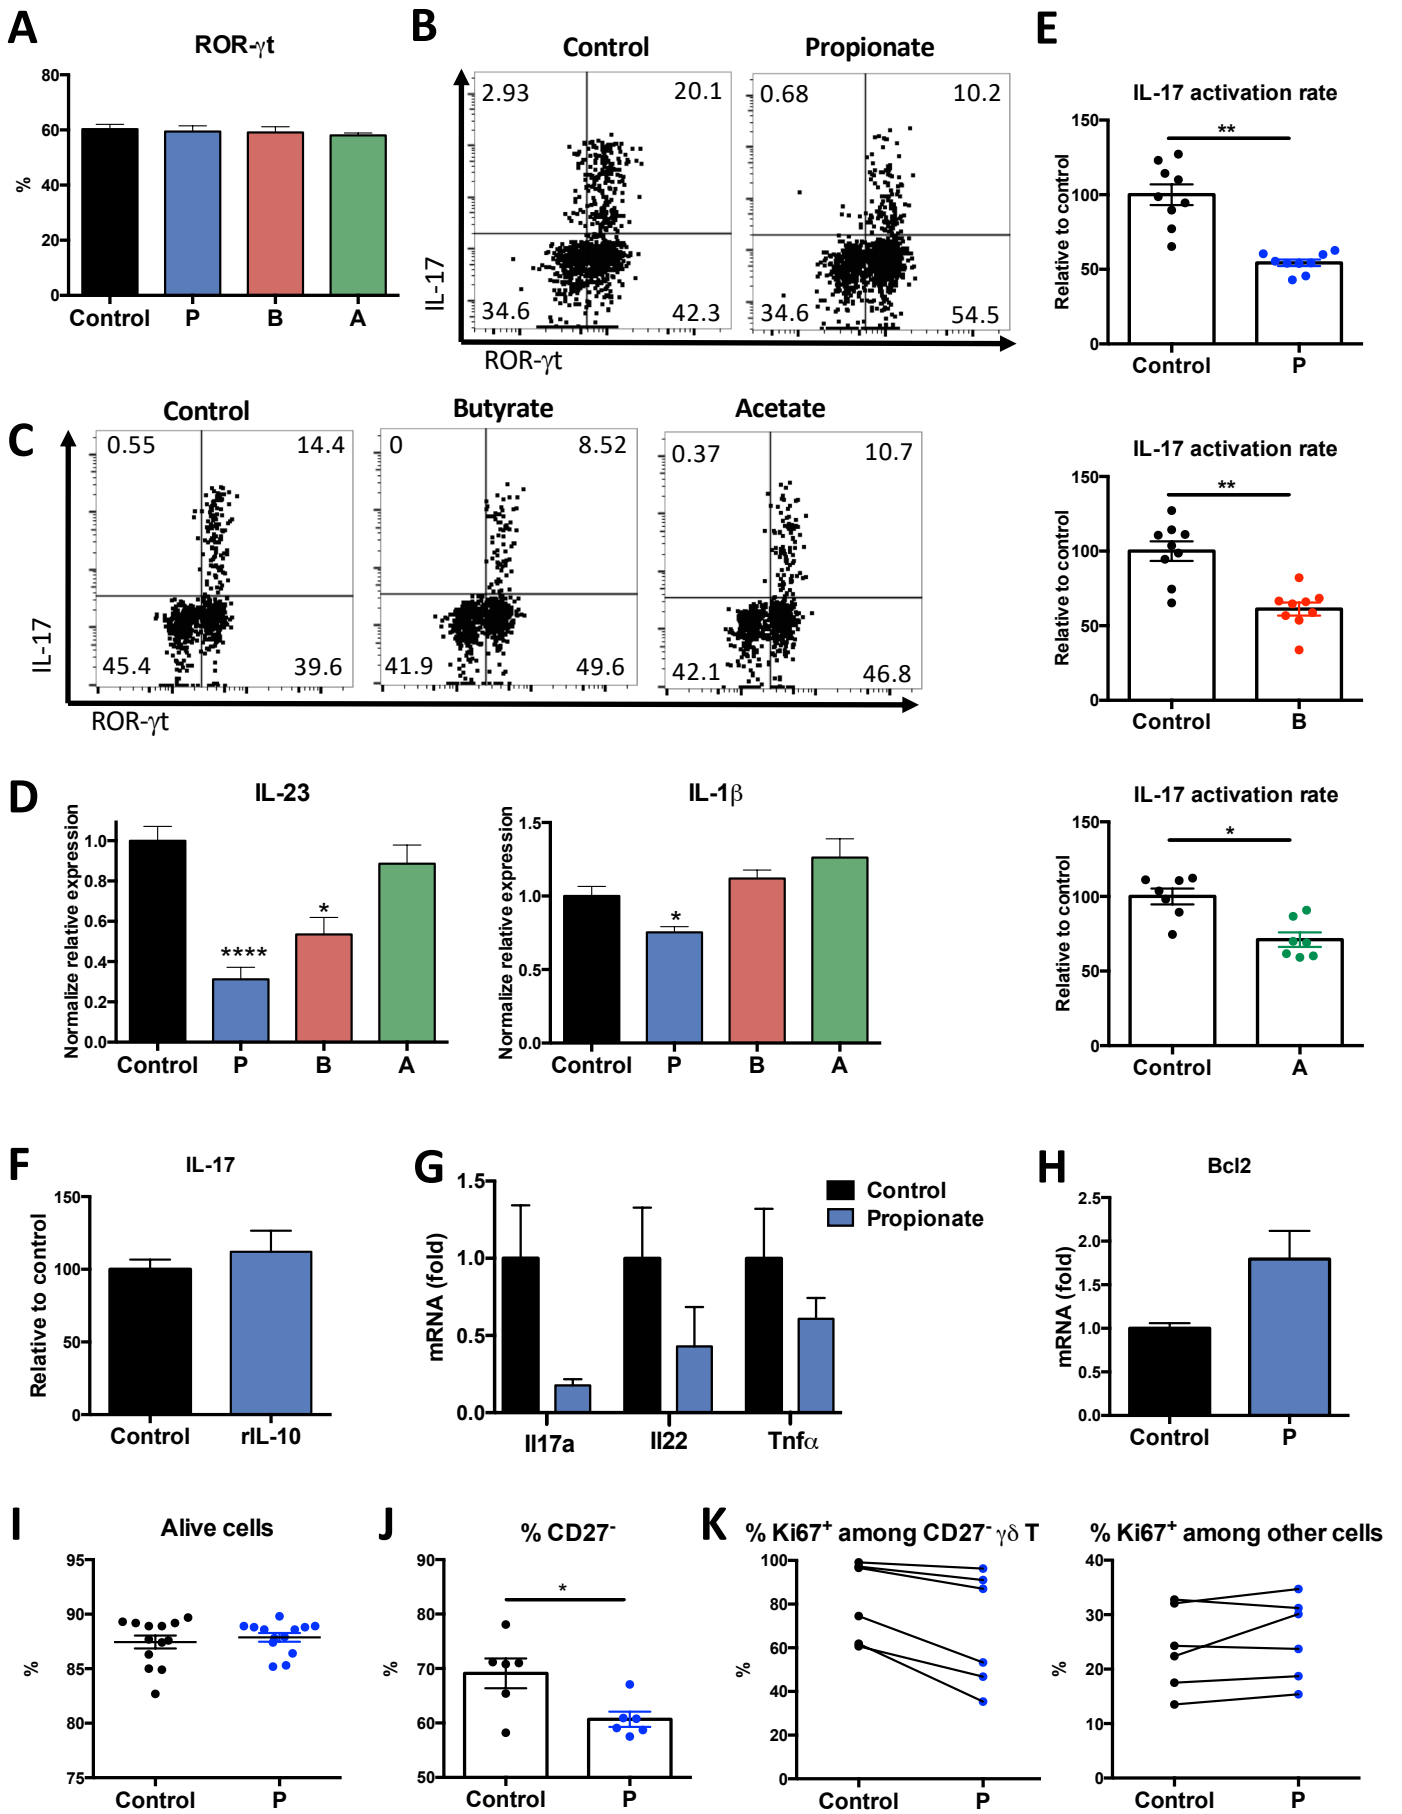 A
ROR-γt
80
60
40
20
0
%
Control P B A
B
Control Propionate
2.93 20.1 0.68 10.2
34.6 42.3 34.6 54.5
IL-17
ROR-γt
E
IL-17 activation rate
150
100
50
0
Relative to control
**
Control P
C
Control Butyrate Acetate
0.55 14.4 0 8.52 0.37 10.7
45.4 39.6 41.9 49.6 42.1 46.8
IL-17
ROR-γt
IL-17 activation rate
150
100
50
0
Relative to control
**
Control B
D
IL-23
1.0
0.8
0.6
0.4
0.2
0.0
Normalize relative expression
****
*
Control P B A
IL-1β
1.5
1.0
0.5
0.0
Normalize relative expression
*
Control P B A
IL-17 activation rate
150
100
50
0
Relative to control
*
Control A
F
IL-17
150
100
50
0
Relative to control
Control rIL-10
G
1.5
1.0
0.5
0.0
mRNA (fold)
Control
Propionate
Il17a Il22 Tnfα
H
Bcl2
2.5
2.0
1.5
1.0
0.5
0.0
mRNA (fold)
Control P
I
Alive cells
95
90
85
80
75
%
Control P
J
% CD27⁻
90
80
70
60
50
%
*
Control P
K
% Ki67⁺ among CD27⁻ γδ T
100
80
60
40
20
0
%
Control P
% Ki67⁺ among other cells
40
30
20
10
0
%
Control P